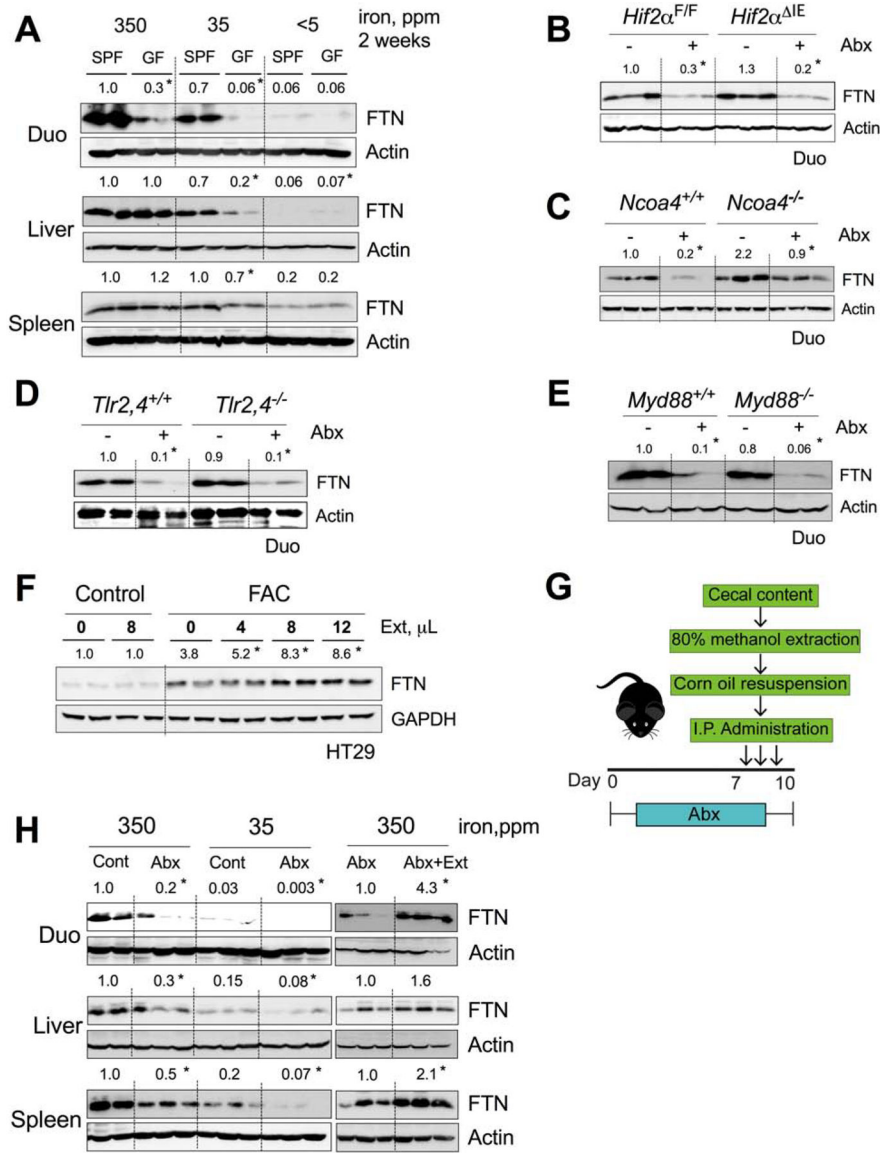 A
350 35 <5 iron, ppm
2 weeks
SPF GF SPF GF SPF GF
1.0 0.3 * 0.7 0.06 * 0.06 0.06
Duo FTN
Actin
1.0 1.0 0.7 0.2 * 0.06 0.07 *
Liver FTN
Actin
1.0 1.2 1.0 0.7 * 0.2 0.2
Spleen FTN
Actin
B
Hif2αF/F Hif2αΔIE
- + - + Abx
1.0 0.3 * 1.3 0.2 *
FTN
Actin
Duo
C
Ncoa4+/+ Ncoa4-/-
Abx
- + - +
1.0 0.2 * 2.2 0.9 *
FTN
Actin
Duo
D
Tlr2,4+/+ Tlr2,4-/-
- + - + Abx
1.0 0.1 * 0.9 0.1 *
FTN
Actin
Duo
E
Myd88+/+ Myd88-/-
- + - + Abx
1.0 0.1 * 0.8 0.06 *
FTN
Actin
Duo
F
Control FAC
0 8 0 4 8 12 Ext, μL
1.0 1.0 3.8 5.2 * 8.3 * 8.6 *
FTN
GAPDH
HT29
G
Cecal content
80% methanol extraction
Corn oil resuspension
I.P. Administration
Day 0 7 10
Abx
H
350 35 350 iron,ppm
Cont Abx Cont Abx Abx Abx+Ext
1.0 0.2 * 0.03 0.003 * 1.0 4.3 *
Duo FTN
Actin
1.0 0.3 * 0.15 0.08 * 1.0 1.6
Liver FTN
Actin
1.0 0.5 * 0.2 0.07 * 1.0 2.1 *
Spleen FTN
Actin